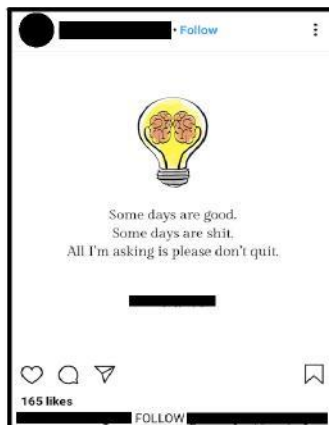 • Follow
Some days are good.
Some days are shit.
All I'm asking is please don't quit.
165 likes
FOLLOW